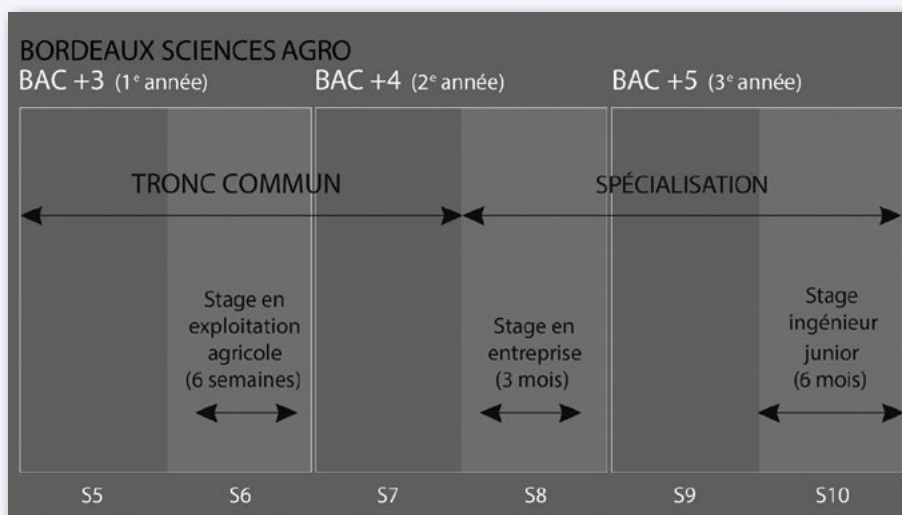 BORDEAUX SCIENCES AGRO
BAC +3 (1e année)
BAC +4 (2e année)
BAC +5 (3e année)
TRONC COMMUN
SPÉCIALISATION
Stage en
exploitation
agricole
(6 semaines)
Stage en
entreprise
(3 mois)
Stage
ingénieur
junior
(6 mois)
S5
S6
S7
S8
S9
S10